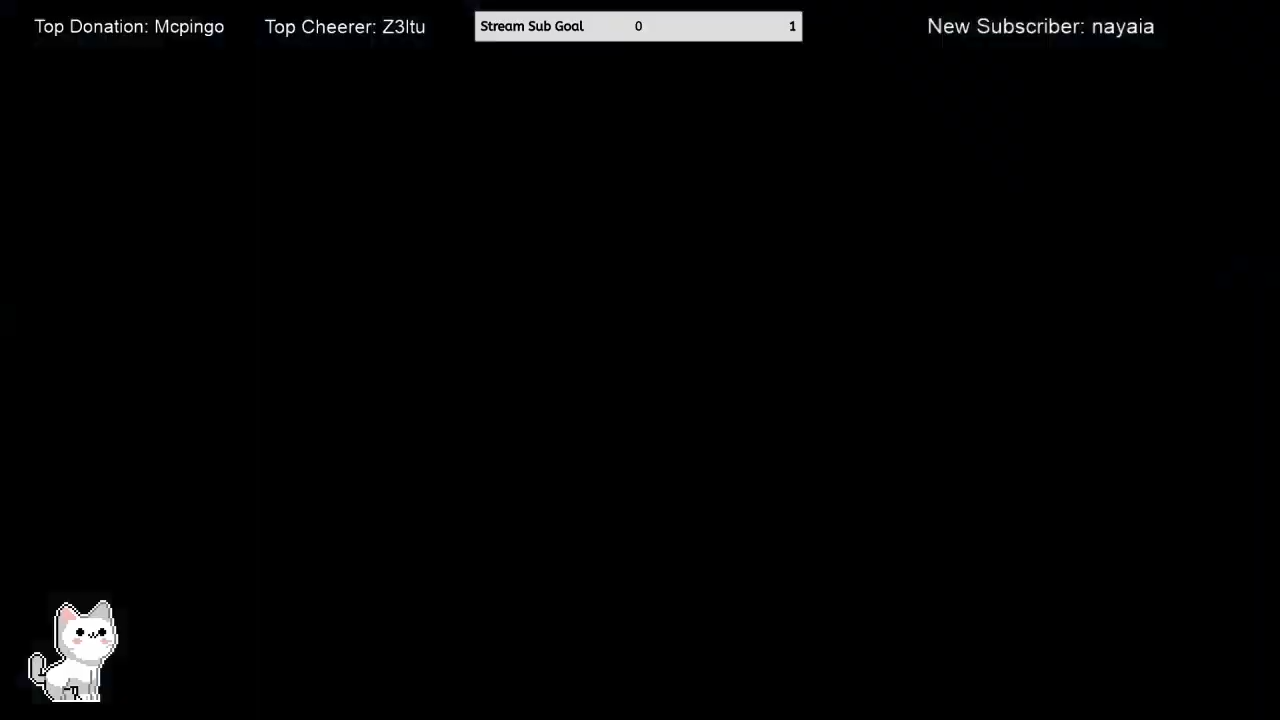 Top Donation: Mcpingo
Top Cheerer: Z3ltu
Stream Sub Goal 0 1
New Subscriber: nayaia